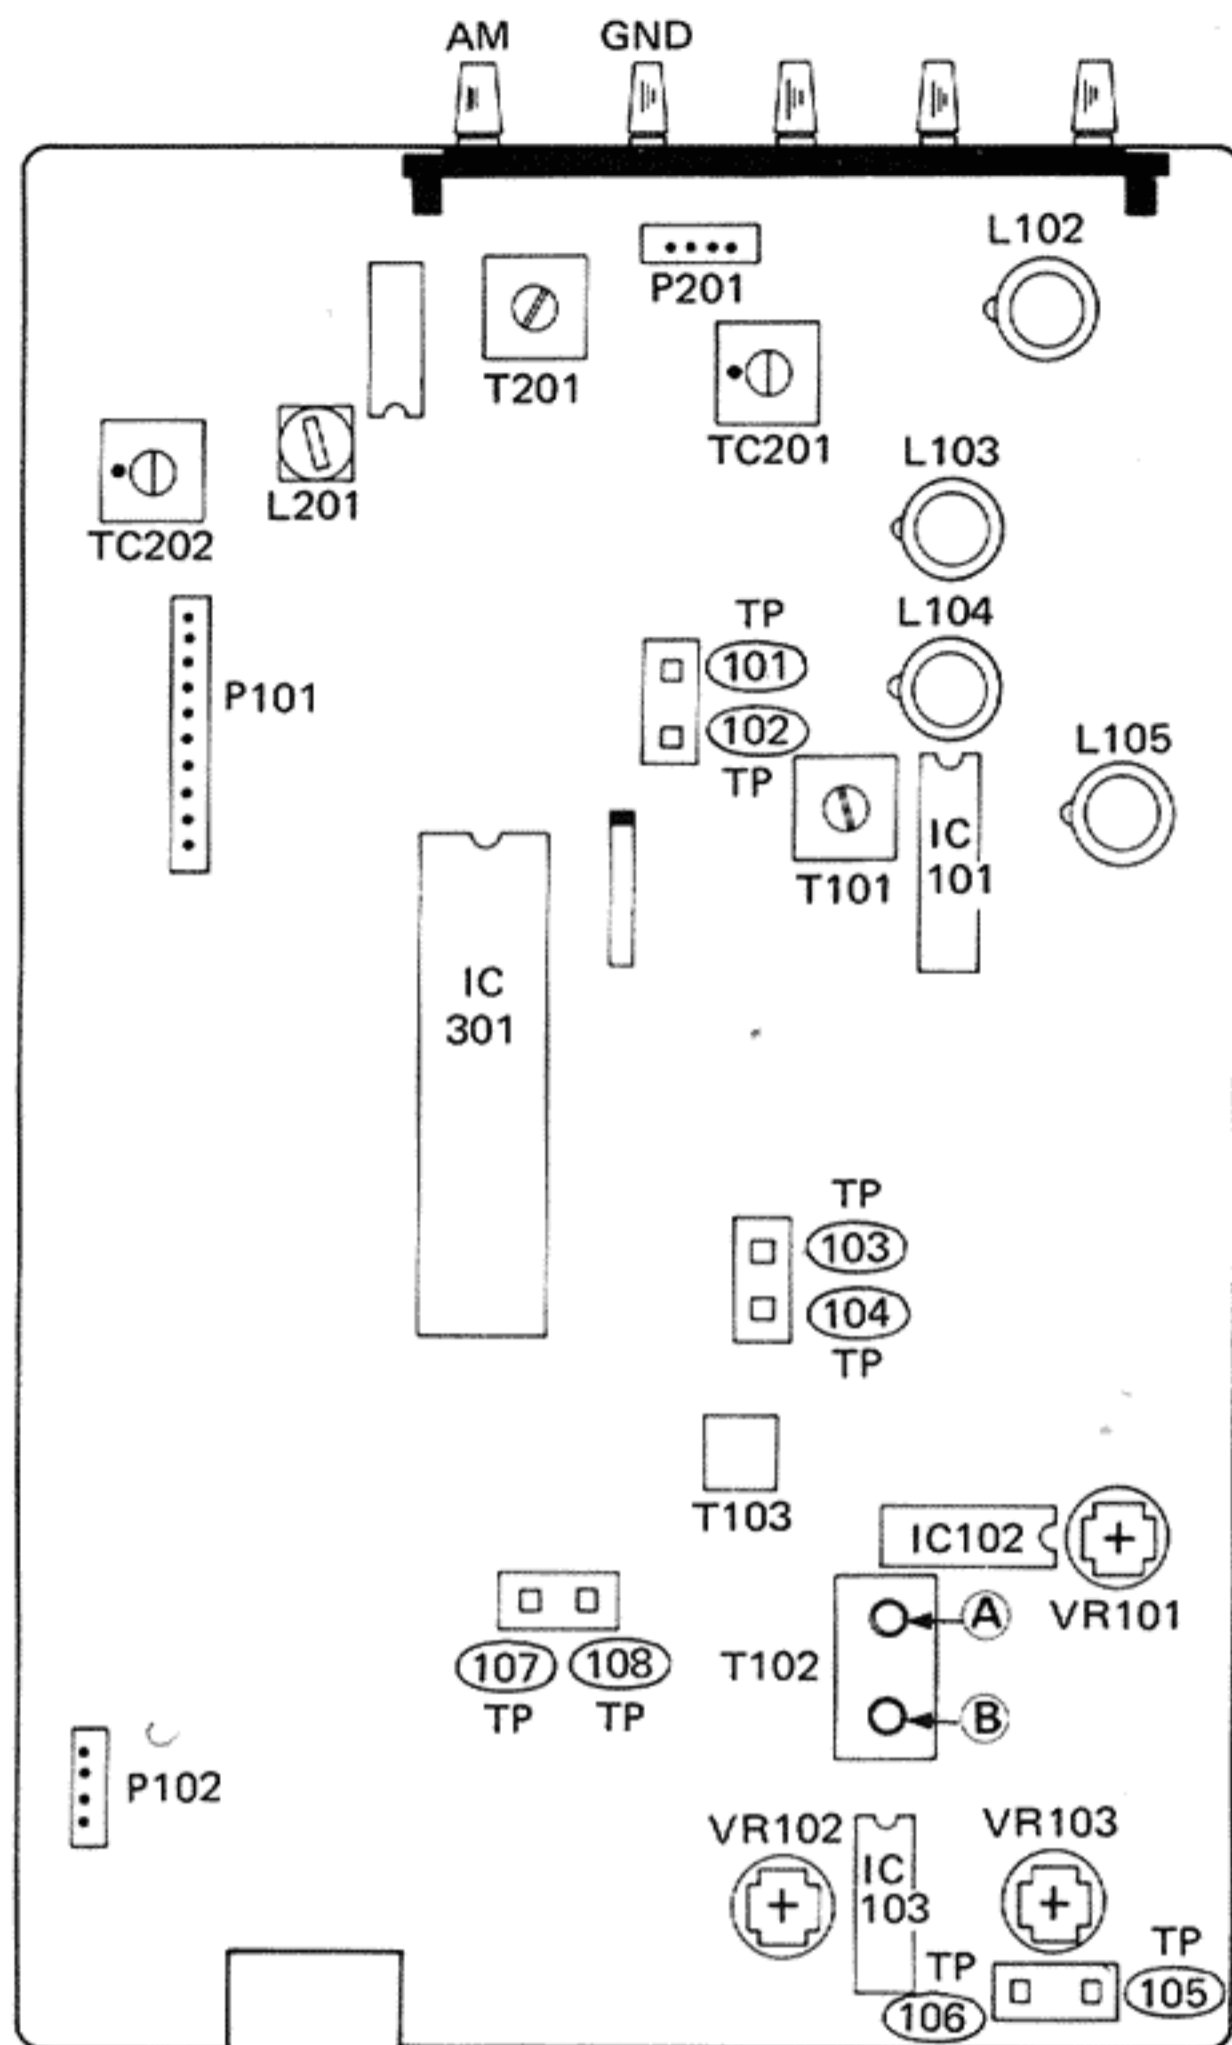 AM GND
L102
P201
T201
TC201
L103
L201
TC202
TP
L104
101
P101
102
L105
TP
IC
101
T101
IC
301
TP
103
104
TP
T103
IC102
A
VR101
107 108
T102
TP TP
B
P102
VR102 VR103
IC
103
TP
TP
105
106